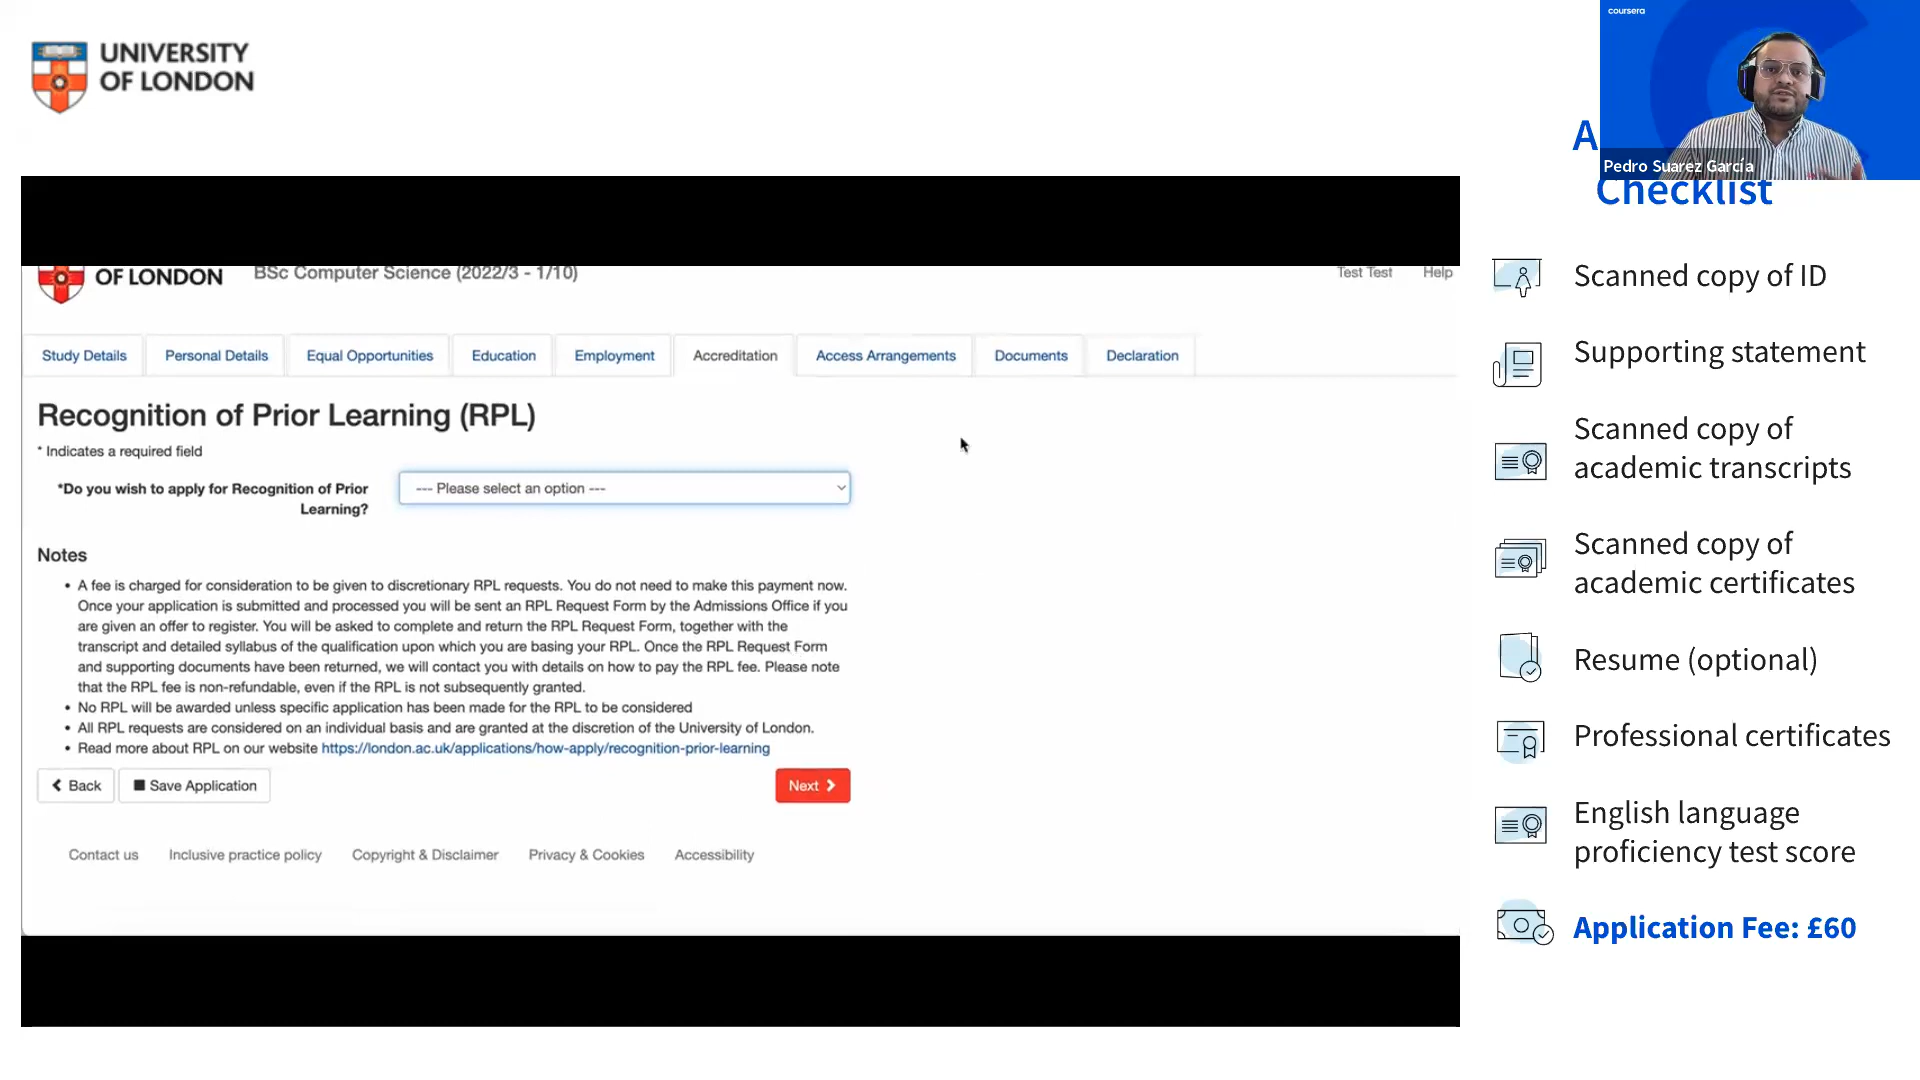 UNIVERSITY
OF LONDON
coursera
Pedro Suarez García
A
Checklist
OF LONDON
BSc Computer Science (2022/3 - 1/10)
Test Test
Help
Study Details
Personal Details
Equal Opportunities
Education
Employment
Accreditation
Access Arrangements
Documents
Declaration
Recognition of Prior Learning (RPL)
* Indicates a required field
*Do you wish to apply for Recognition of Prior
Learning?
--- Please select an option ---
Notes
• A fee is charged for consideration to be given to discretionary RPL requests. You do not need to make this payment now.
Once your application is submitted and processed you will be sent an RPL Request Form by the Admissions Office if you
are given an offer to register. You will be asked to complete and return the RPL Request Form, together with the
transcript and detailed syllabus of the qualification upon which you are basing your RPL. Once the RPL Request Form
and supporting documents have been returned, we will contact you with details on how to pay the RPL fee. Please note
that the RPL fee is non-refundable, even if the RPL is not subsequently granted.
• No RPL will be awarded unless specific application has been made for the RPL to be considered
• All RPL requests are considered on an individual basis and are granted at the discretion of the University of London.
• Read more about RPL on our website https://london.ac.uk/applications/how-apply/recognition-prior-learning
Back
Save Application
Next
Contact us
Inclusive practice policy
Copyright & Disclaimer
Privacy & Cookies
Accessibility
Scanned copy of ID
Supporting statement
Scanned copy of
academic transcripts
Scanned copy of
academic certificates
Resume (optional)
Professional certificates
English language
proficiency test score
Application Fee: £60